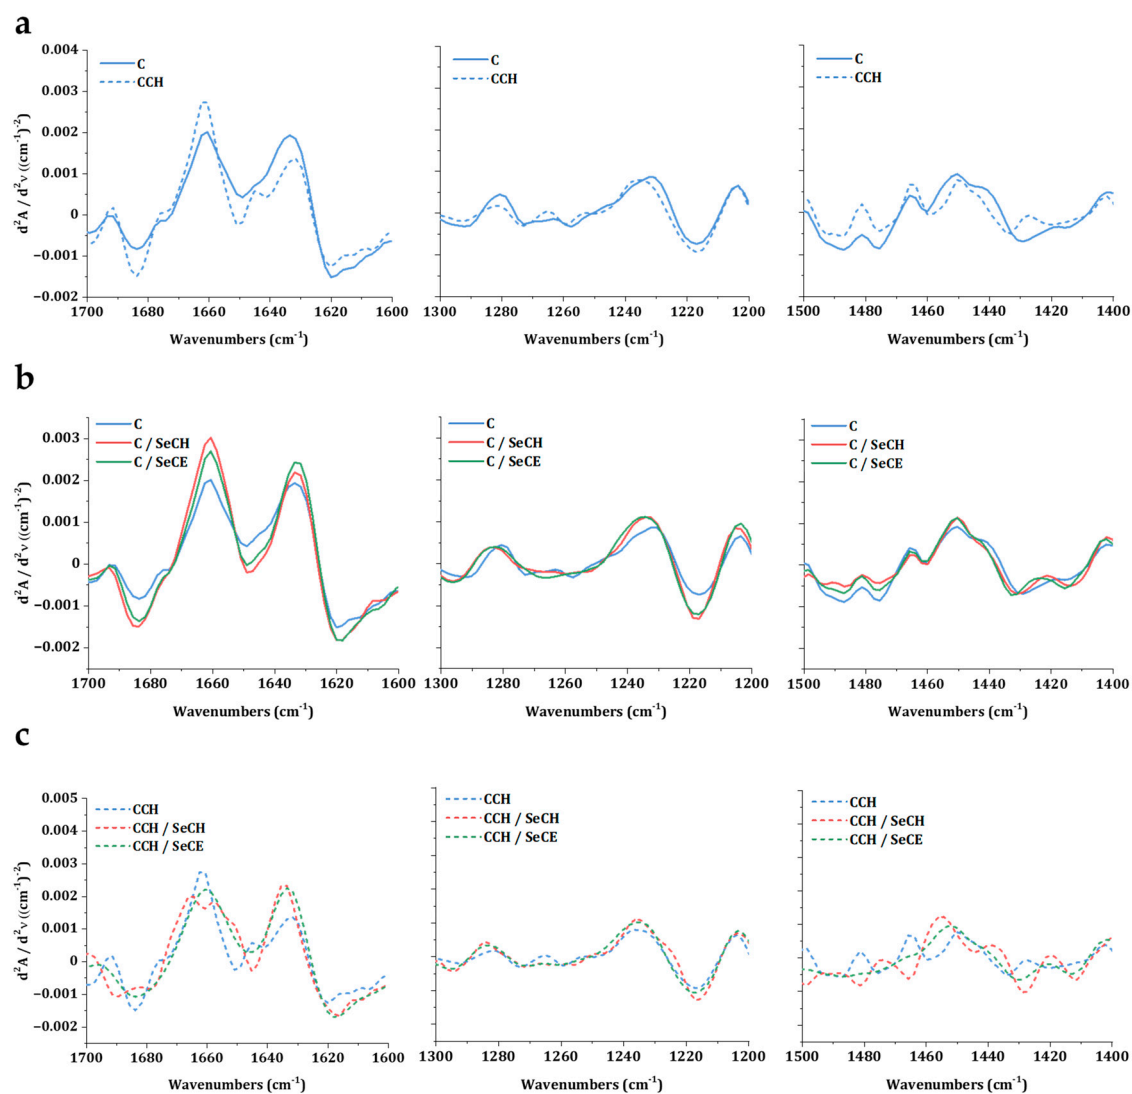 a
0.004
0.003
0.002
0.001
0
−0.001
−0.002
d²A / d²ν ((cm⁻¹)⁻²)
C
CCH
1700 1680 1660 1640 1620 1600
Wavenumbers (cm⁻¹)
C
CCH
1300 1280 1260 1240 1220 1200
Wavenumbers (cm⁻¹)
C
CCH
1500 1480 1460 1440 1420 1400
Wavenumbers (cm⁻¹)
b
0.003
0.002
0.001
0
−0.001
−0.002
d²A / d²ν ((cm⁻¹)⁻²)
C
C / SeCH
C / SeCE
1700 1680 1660 1640 1620 1600
Wavenumbers (cm⁻¹)
C
C / SeCH
C / SeCE
1300 1280 1260 1240 1220 1200
Wavenumbers (cm⁻¹)
C
C / SeCH
C / SeCE
1500 1480 1460 1440 1420 1400
Wavenumbers (cm⁻¹)
c
0.005
0.004
0.003
0.002
0.001
0
−0.001
−0.002
d²A / d²ν ((cm⁻¹)⁻²)
CCH
CCH / SeCH
CCH / SeCE
1700 1680 1660 1640 1620 1600
Wavenumbers (cm⁻¹)
CCH
CCH / SeCH
CCH / SeCE
1300 1280 1260 1240 1220 1200
Wavenumbers (cm⁻¹)
CCH
CCH / SeCH
CCH / SeCE
1500 1480 1460 1440 1420 1400
Wavenumbers (cm⁻¹)